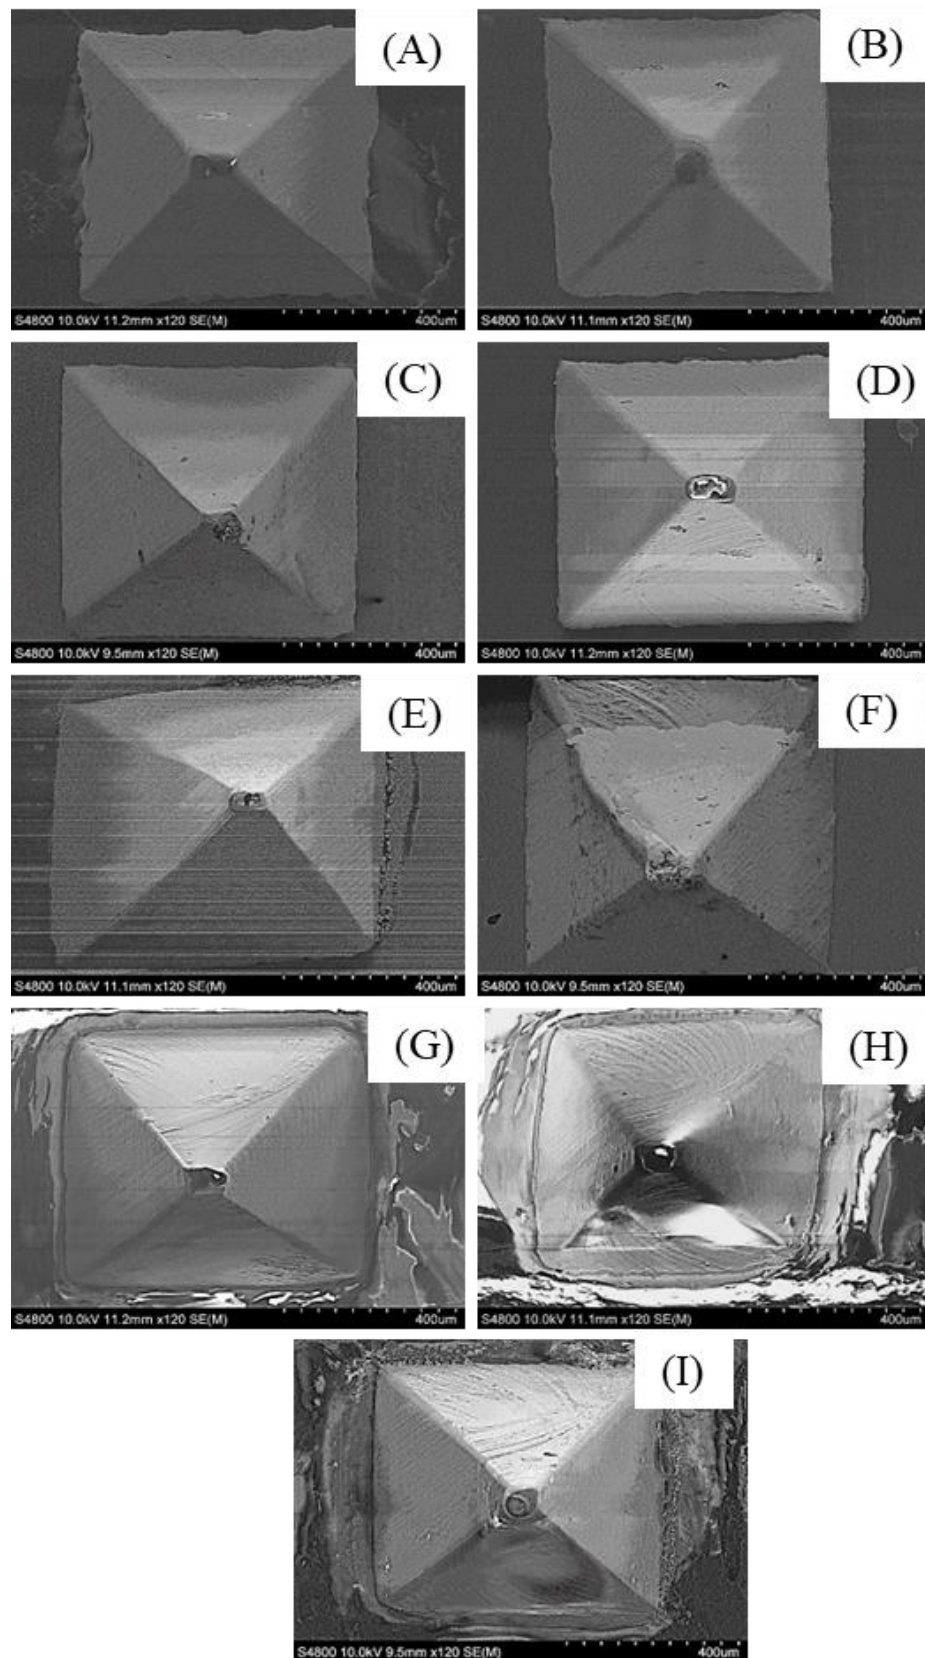 (A)
S4800 10.0kV 11.2mm x120 SE(M) 400um
(B)
S4800 10.0kV 11.1mm x120 SE(M) 400um
(C)
S4800 10.0kV 9.5mm x120 SE(M) 400um
(D)
S4800 10.0kV 11.2mm x120 SE(M) 400um
(E)
S4800 10.0kV 11.1mm x120 SE(M) 400um
(F)
S4800 10.0kV 9.5mm x120 SE(M) 400um
(G)
S4800 10.0kV 11.2mm x120 SE(M) 400um
(H)
S4800 10.0kV 11.1mm x120 SE(M) 400um
(I)
S4800 10.0kV 9.5mm x120 SE(M) 400um